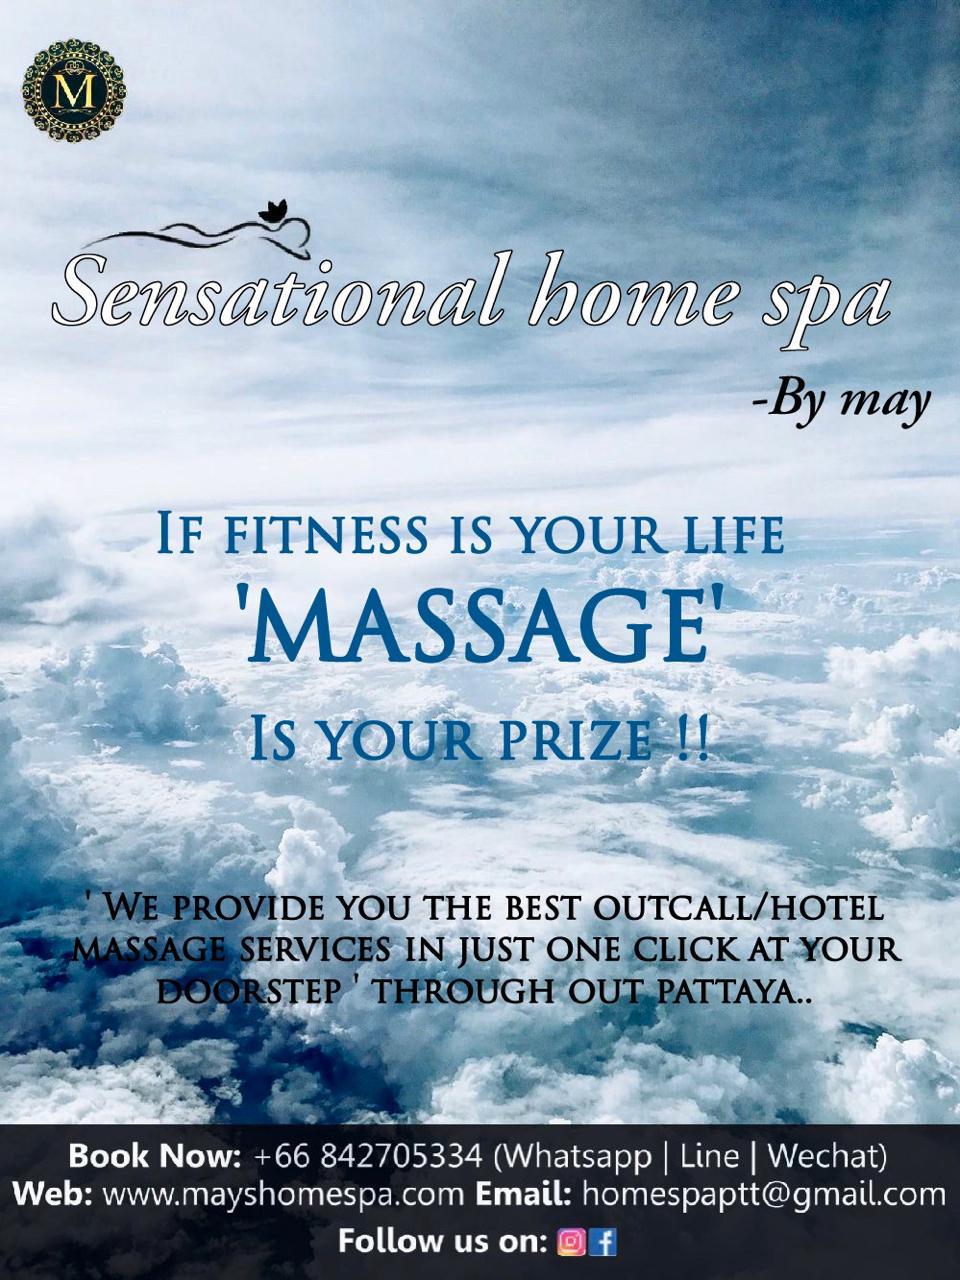 M
Sensational home spa
-By may
If fitness is your life
'MASSAGE'
Is your prize !!
' We provide you the best outcall/hotel
massage services in just one click at your
doorstep ' through out pattaya..
Book Now: +66 842705334 (Whatsapp | Line | Wechat)
Web: www.mayshomespa.com Email: homespaptt@gmail.com
Follow us on: